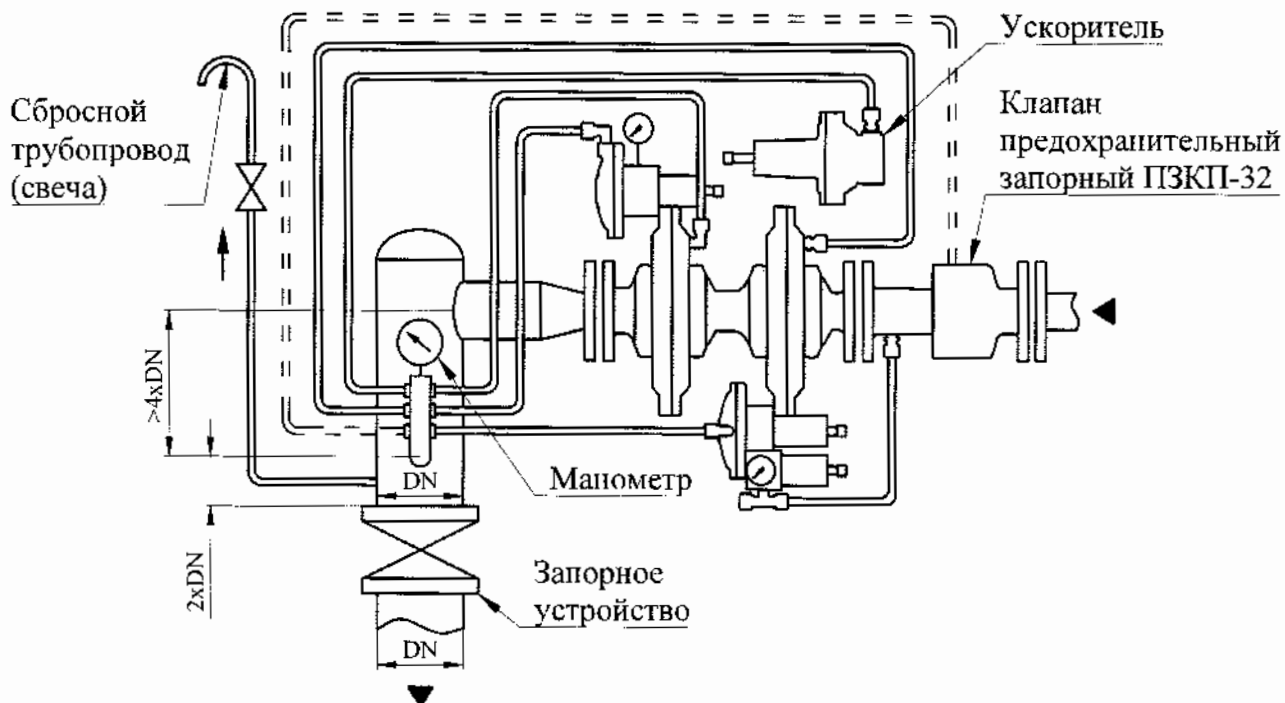 Ускоритель
Сбросной
трубопровод
(свеча)
Клапан
предохранительный
запорный ПЗКП-32
>4xDN
DN
Манометр
2xDN
Запорное
устройство
DN